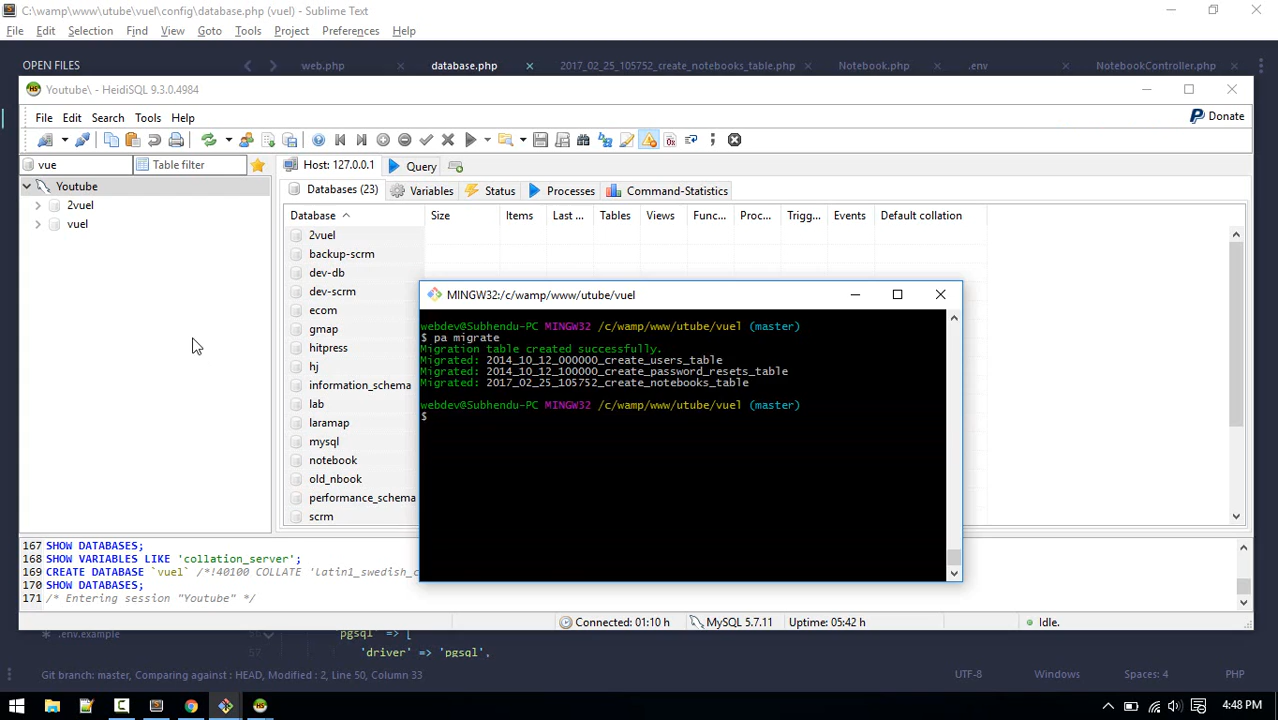 C:\wamp\www\utube\vuel\config\database.php (vuel) - Sublime Text
File Edit Selection Find View Goto Tools Project Preferences Help
OPEN FILES
web.php
database.php
2017_02_25_105752_create_notebooks_table.php
Notebook.php
.env
NotebookController.php
Youtube\ - HeidiSQL 9.3.0.4984
File Edit Search Tools Help
Donate
vue
Table filter
Host: 127.0.0.1
Query
Youtube
2vuel
vuel
Databases (23)
Variables
Status
Processes
Command-Statistics
Database Size Items Last ... Tables Views Func... Proc... Trigg... Events Default collation
2vuel
backup-scrm
dev-db
dev-scrm
ecom
gmap
hitpress
hj
information_schema
lab
laramap
mysql
notebook
old_nbook
performance_schema
scrm
MINGW32:/c/wamp/www/utube/vuel
webdev@Subhendu-PC MINGW32 /c/wamp/www/utube/vuel (master)
$ pa migrate
Migration table created successfully.
Migrated: 2014_10_12_000000_create_users_table
Migrated: 2014_10_12_100000_create_password_resets_table
Migrated: 2017_02_25_105752_create_notebooks_table
webdev@Subhendu-PC MINGW32 /c/wamp/www/utube/vuel (master)
$
167 SHOW DATABASES;
168 SHOW VARIABLES LIKE 'collation_server';
169 CREATE DATABASE `vuel` /*!40100 COLLATE 'latin1_swedish_c
170 SHOW DATABASES;
171 /* Entering session "Youtube" */
Connected: 01:10 h
MySQL 5.7.11
Uptime: 05:42 h
Idle.
.env.example
56 'pgsql' => [
57 'driver' => 'pgsql',
Git branch: master, Comparing against : HEAD, Modified : 2, Line 50, Column 33
UTF-8
Windows
Spaces: 4
PHP
4:48 PM